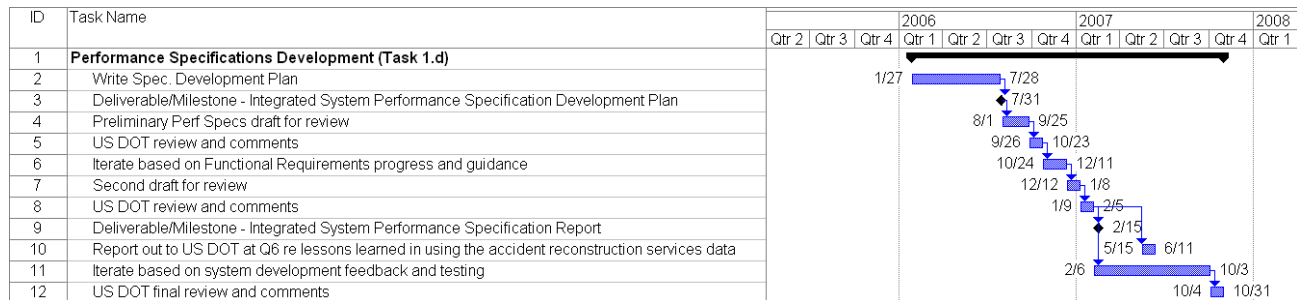 ID Task Name 2006 2007 2008
Qtr 2 Qtr 3 Qtr 4 Qtr 1 Qtr 2 Qtr 3 Qtr 4 Qtr 1 Qtr 2 Qtr 3 Qtr 4 Qtr 1
1 Performance Specifications Development (Task 1.d)
2 Write Spec. Development Plan 1/27 7/28
3 Deliverable/Milestone - Integrated System Performance Specification Development Plan 7/31
4 Preliminary Perf Specs draft for review 8/1 9/25
5 US DOT review and comments 9/26 10/23
6 Iterate based on Functional Requirements progress and guidance 10/24 12/11
7 Second draft for review 12/12 1/8
8 US DOT review and comments 1/9 2/5
9 Deliverable/Milestone - Integrated System Performance Specification Report 2/15
10 Report out to US DOT at Q6 re lessons learned in using the accident reconstruction services data 5/15 6/11
11 Iterate based on system development feedback and testing 2/6 10/3
12 US DOT final review and comments 10/4 10/31